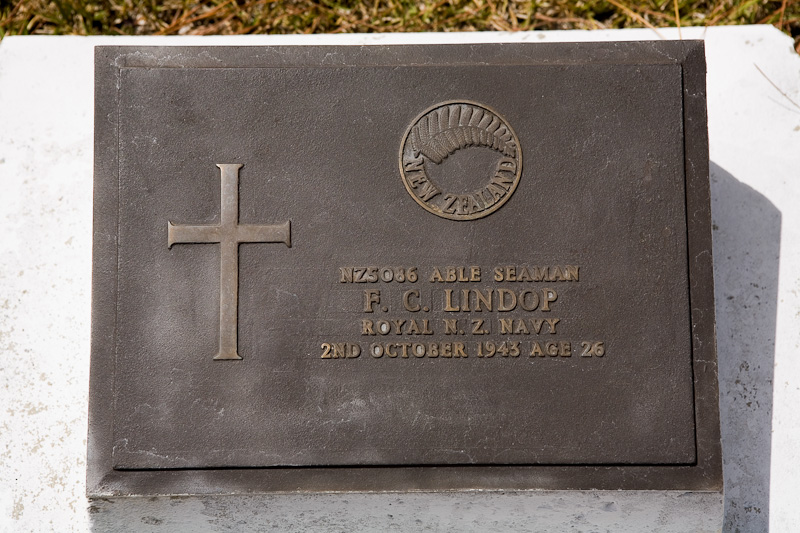 NEW ZEALAND
NZ5086 ABLE SEAMAN
F. C. LINDOP
ROYAL N. Z. NAVY
2ND OCTOBER 1943 AGE 26